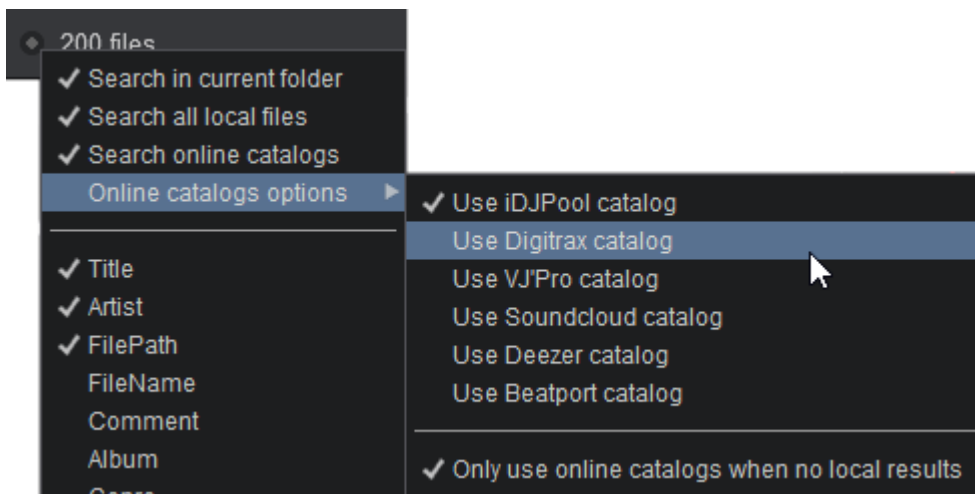 200 files
Search in current folder
Search all local files
Search online catalogs
Online catalogs options
Title
Artist
FilePath
FileName
Comment
Album
Genre
Use iDJPool catalog
Use Digitrax catalog
Use VJ'Pro catalog
Use Soundcloud catalog
Use Deezer catalog
Use Beatport catalog
Only use online catalogs when no local results